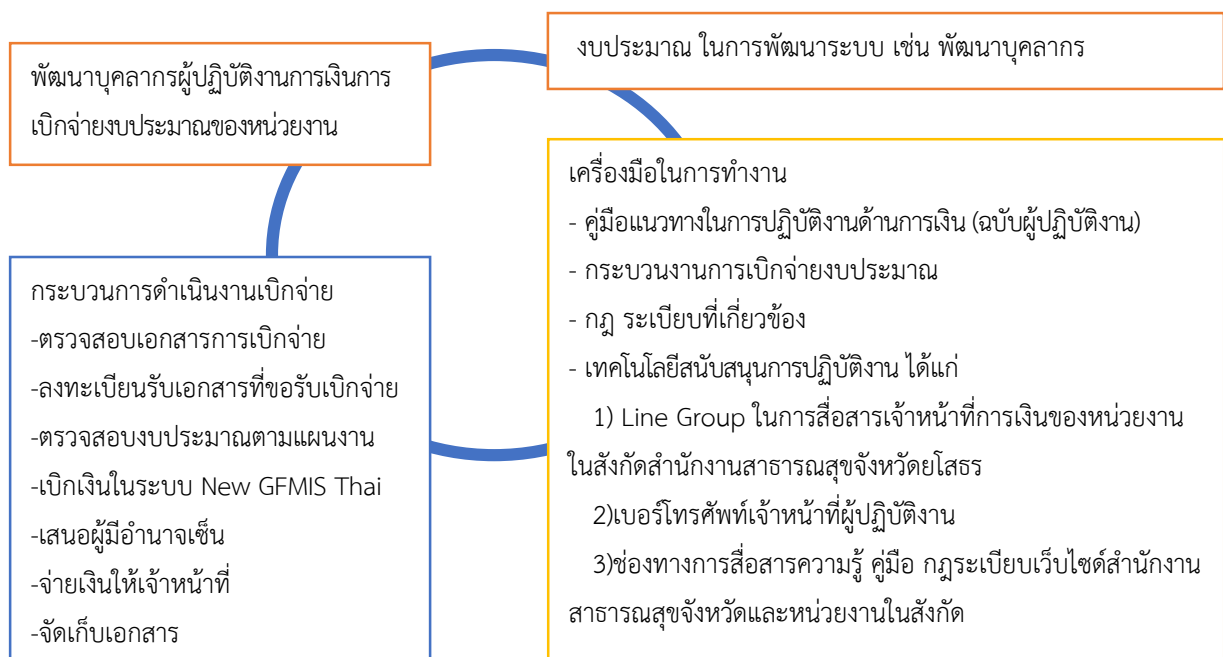 พัฒนาบุคลากรผู้ปฏิบัติงานการเงินการ
เบิกจ่ายงบประมาณของหน่วยงาน
งบประมาณ ในการพัฒนาระบบ เช่น พัฒนาบุคลากร
กระบวนการดำเนินงานเบิกจ่าย
-ตรวจสอบเอกสารการเบิกจ่าย
-ลงทะเบียนรับเอกสารที่ขอรับเบิกจ่าย
-ตรวจสอบงบประมาณตามแผนงาน
-เบิกเงินในระบบ New GFMIS Thai
-เสนอผู้มีอำนาจเซ็น
-จ่ายเงินให้เจ้าหน้าที่
-จัดเก็บเอกสาร
เครื่องมือในการทำงาน
- คู่มือแนวทางในการปฏิบัติงานด้านการเงิน (ฉบับผู้ปฏิบัติงาน)
- กระบวนงานการเบิกจ่ายงบประมาณ
- กฎ ระเบียบที่เกี่ยวข้อง
- เทคโนโลยีสนับสนุนการปฏิบัติงาน ได้แก่
1) Line Group ในการสื่อสารเจ้าหน้าที่การเงินของหน่วยงาน
ในสังกัดสำนักงานสาธารณสุขจังหวัดยโสธร
2)เบอร์โทรศัพท์เจ้าหน้าที่ผู้ปฏิบัติงาน
3)ช่องทางการสื่อสารความรู้ คู่มือ กฎระเบียบเว็บไซด์สำนักงาน
สาธารณสุขจังหวัดและหน่วยงานในสังกัด